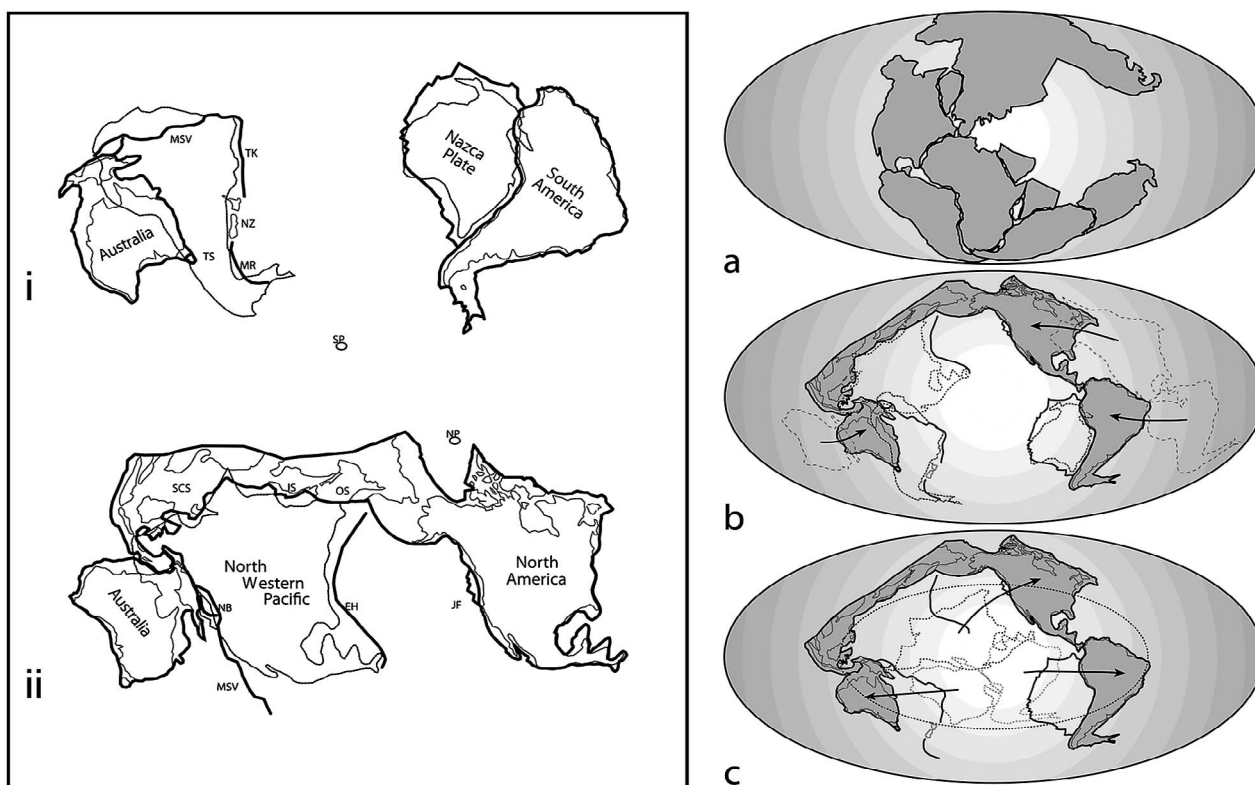 MSV
TK
Nazca
Plate
South
America
Australia
NZ
TS
MR
i
SP
NP
SCS
JS
OS
North
Western
Pacific
North
America
Australia
NB
EH
JF
MSV
ii
a
b
c